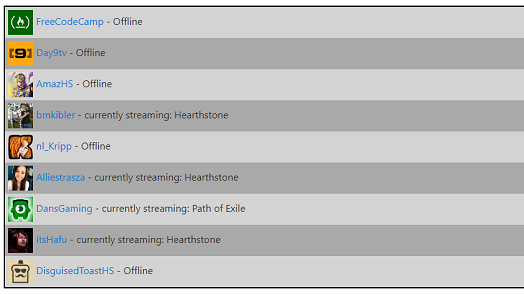 FreeCodeCamp - Offline
Day9tv - Offline
AmazHS - Offline
bmkibler - currently streaming: Hearthstone
nl_Kripp - Offline
Alliestrasza - currently streaming: Hearthstone
DansGaming - currently streaming: Path of Exile
itsHafu - currently streaming: Hearthstone
DisguisedToastHS - Offline